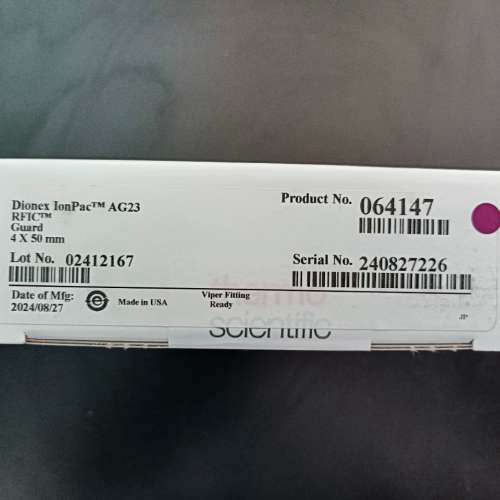 Dionex IonPac™ AG23
RFIC™
Guard
4 X 50 mm
Product No. 064147
Lot No. 02412167
Serial No. 240827226
Date of Mfg:
2024/08/27
e
Made in USA
Viper Fitting
Ready
JP
thermo
scientific